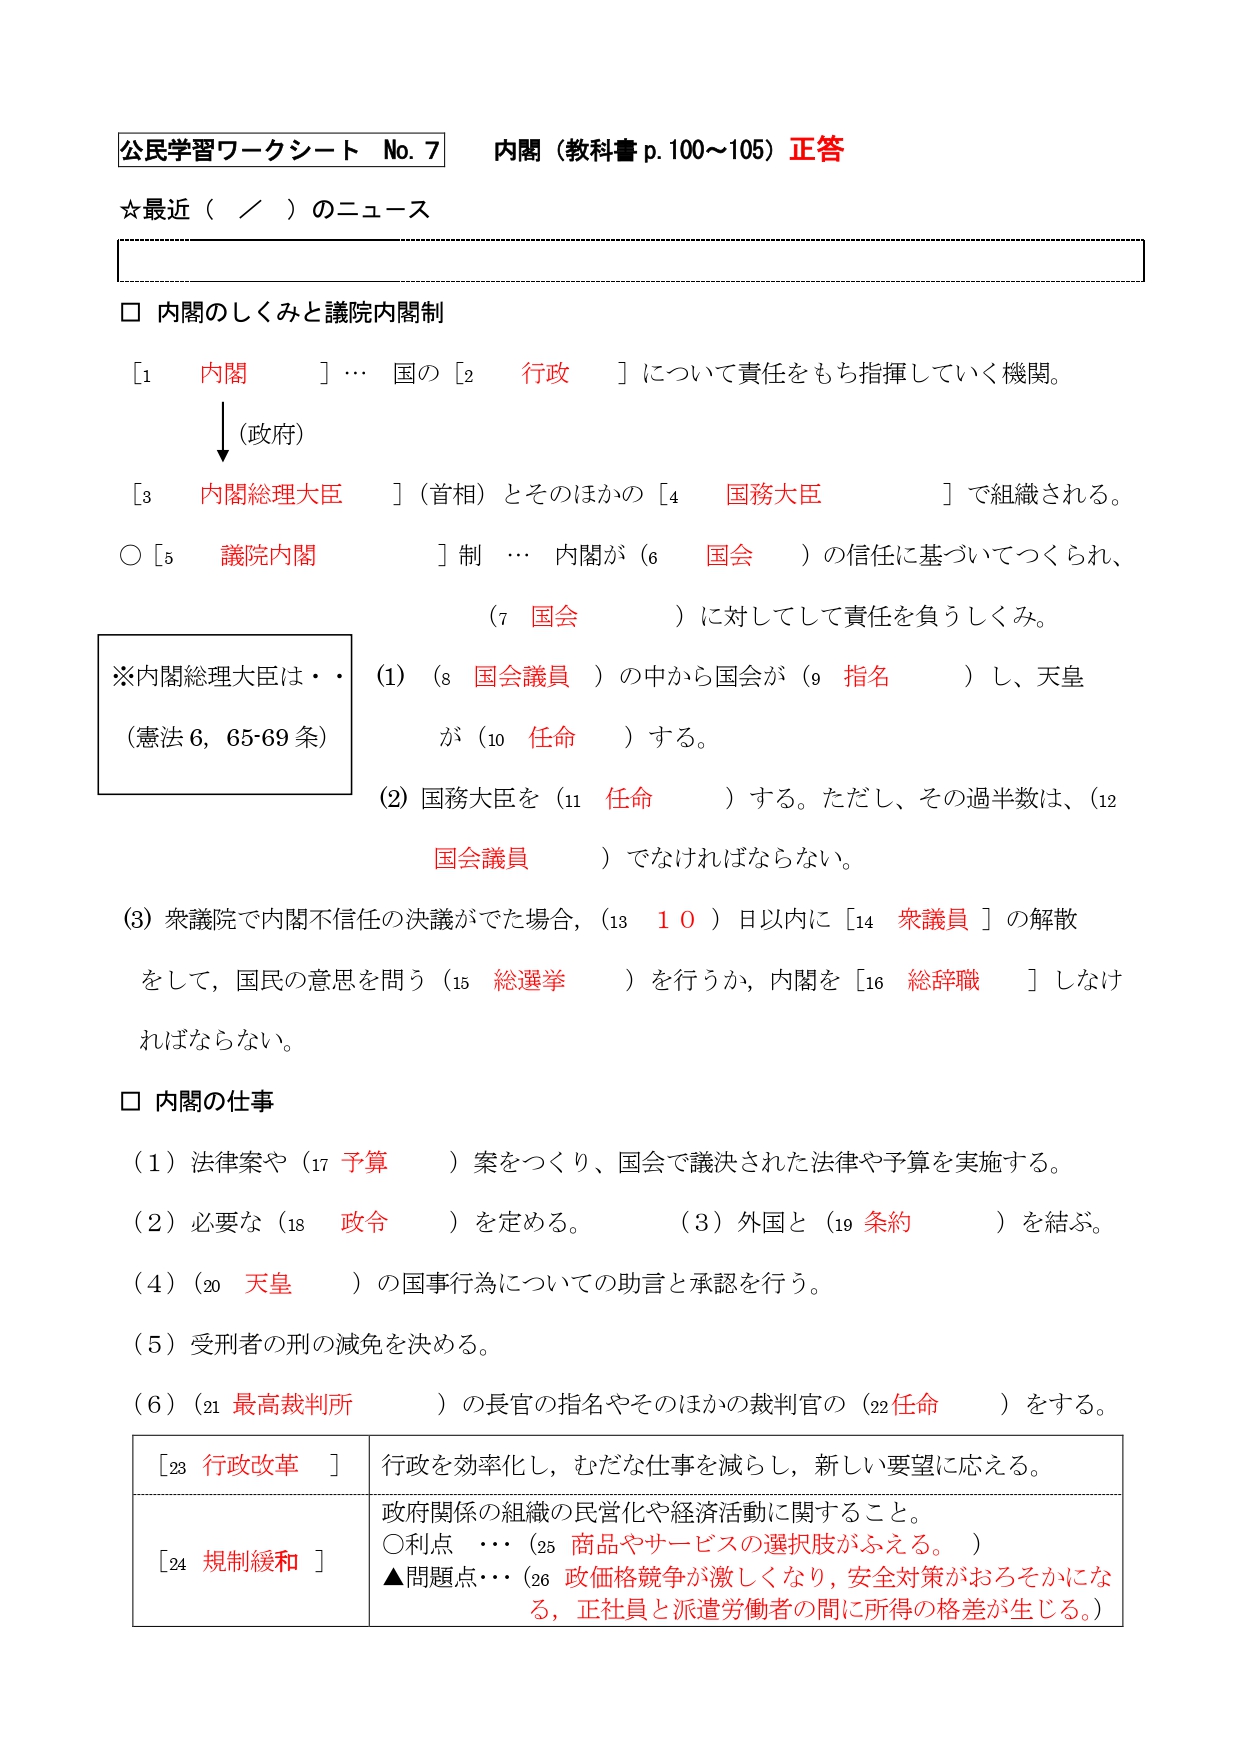 公民学習ワークシート　No. 7　　内閣（教科書 p. 100～105）正答
☆最近（　／　）のニュース
□ 内閣のしくみと議院内閣制
［1　内閣　］…　国の［2　行政　］について責任をもち指揮していく機関。
（政府）
［3　内閣総理大臣　］（首相）とそのほかの［4　国務大臣　］で組織される。
○［5　議院内閣　］制　…　内閣が（6　国会　）の信任に基づいてつくられ、
（7　国会　）に対してして責任を負うしくみ。
※内閣総理大臣は・・
（憲法 6，65-69 条）
(1) （8　国会議員　）の中から国会が（9　指名　）し、天皇
が（10　任命　）する。
(2) 国務大臣を（11　任命　）する。ただし、その過半数は、（12
国会議員　）でなければならない。
(3) 衆議院で内閣不信任の決議がでた場合，（13　１０　）日以内に［14　衆議員　］の解散
をして，国民の意思を問う（15　総選挙　）を行うか，内閣を［16　総辞職　］しなけ
ればならない。
□ 内閣の仕事
（１）法律案や（17 予算　）案をつくり、国会で議決された法律や予算を実施する。
（２）必要な（18　政令　）を定める。　　（３）外国と（19 条約　）を結ぶ。
（４）（20　天皇　）の国事行為についての助言と承認を行う。
（５）受刑者の刑の減免を決める。
（６）（21 最高裁判所　）の長官の指名やそのほかの裁判官の（22任命　）をする。
［23 行政改革　］　行政を効率化し，むだな仕事を減らし，新しい要望に応える。
［24 規制緩和　］
政府関係の組織の民営化や経済活動に関すること。
○利点　・・・（25 商品やサービスの選択肢がふえる。　）
▲問題点・・・（26 政価格競争が激しくなり，安全対策がおろそかにな
る，正社員と派遣労働者の間に所得の格差が生じる。）